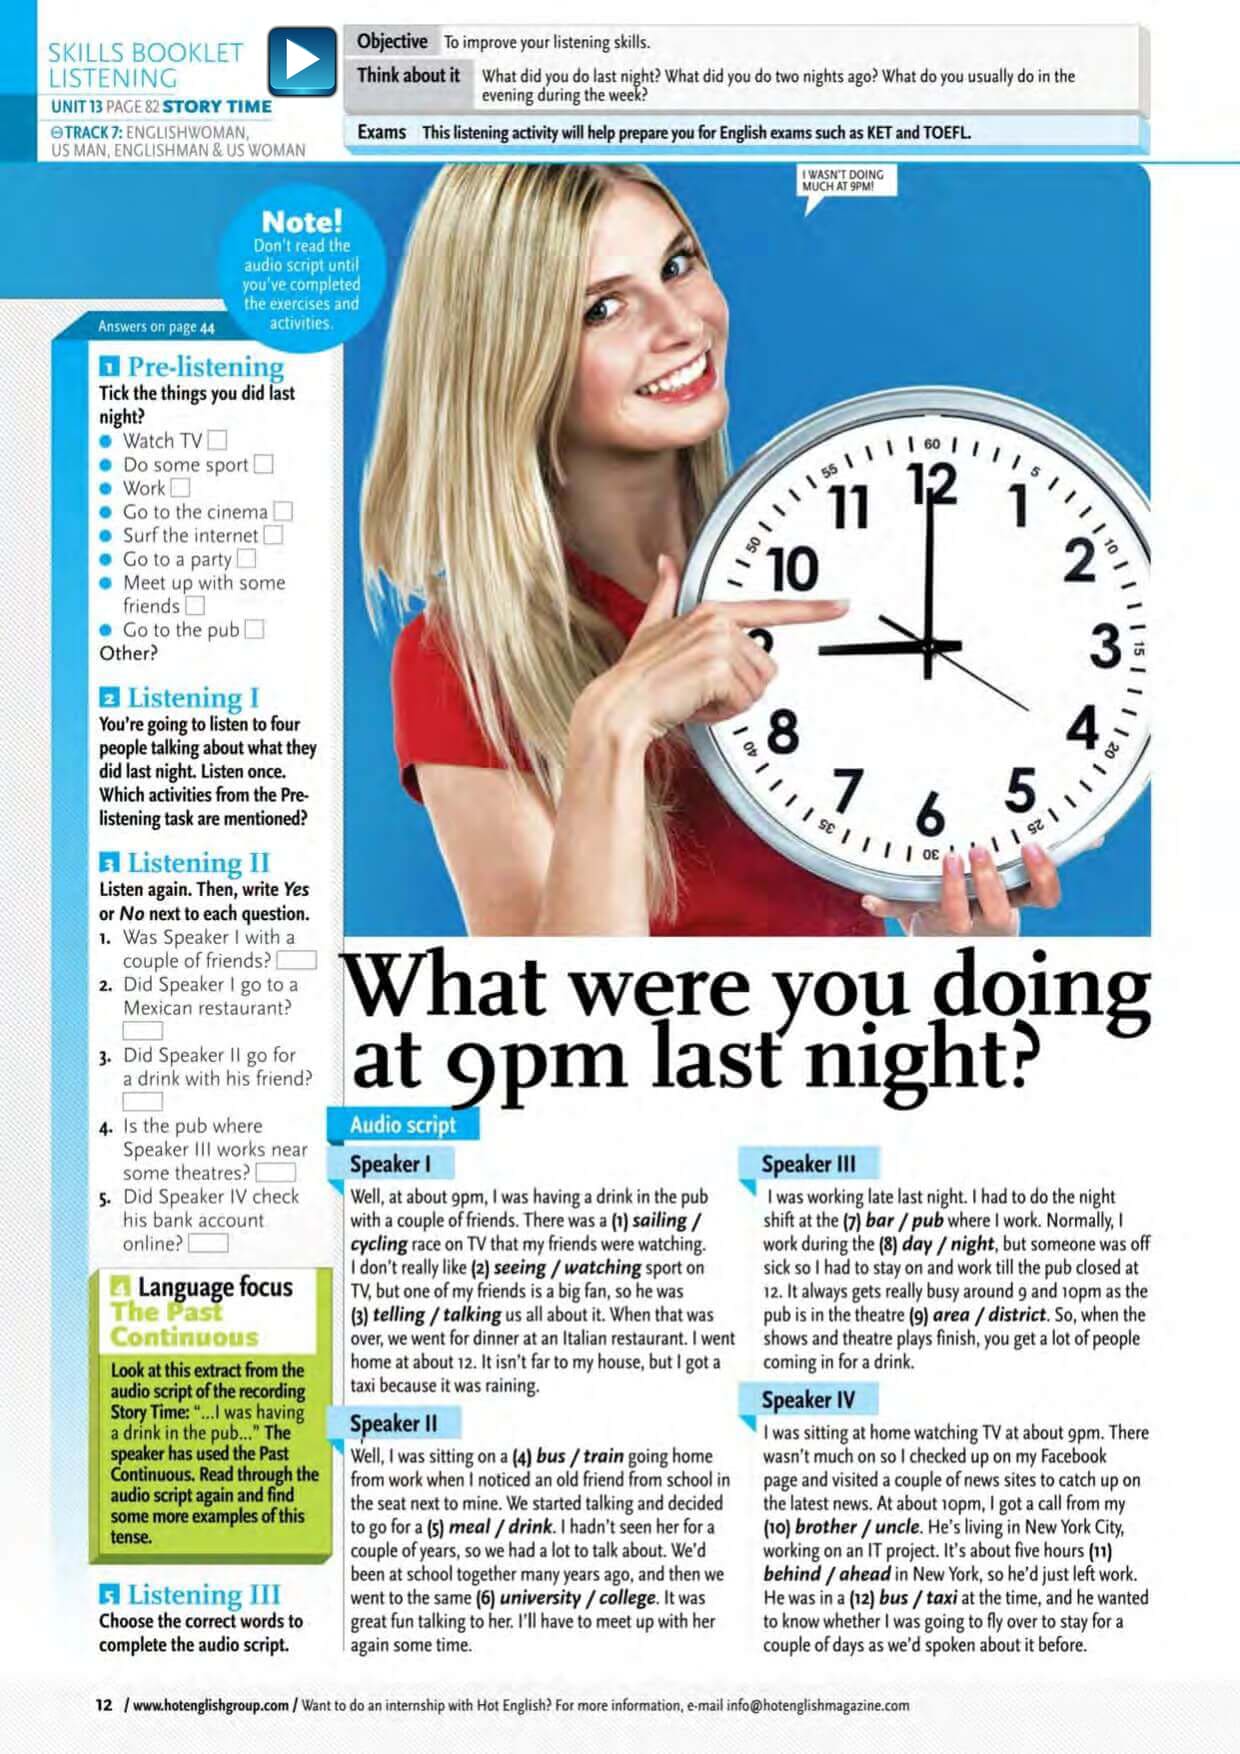 SKILLS BOOKLET
LISTENING
UNIT 13 PAGE 82 STORY TIME
TRACK 7: ENGLISHWOMAN,
US MAN, ENGLISHMAN & US WOMAN
Objective To improve your listening skills.
Think about it What did you do last night? What did you do two nights ago? What do you usually do in the
evening during the week?
Exams This listening activity will help prepare you for English exams such as KET and TOEFL.
I WASN'T DOING
MUCH AT 9PM!
Note!
Don't read the
audio script until
you've completed
the exercises and
activities.
Answers on page 44
1 Pre-listening
Tick the things you did last
night?
Watch TV
Do some sport
Work
Go to the cinema
Surf the internet
Go to a party
Meet up with some
friends
Go to the pub
Other?
2 Listening I
You're going to listen to four
people talking about what they
did last night. Listen once.
Which activities from the Pre-
listening task are mentioned?
3 Listening II
Listen again. Then, write Yes
or No next to each question.
1. Was Speaker I with a
couple of friends?
2. Did Speaker I go to a
Mexican restaurant?
3. Did Speaker II go for
a drink with his friend?
4. Is the pub where
Speaker III works near
some theatres?
5. Did Speaker IV check
his bank account
online?
4 Language focus
The Past
Continuous
Look at this extract from the
audio script of the recording
Story Time: "...I was having
a drink in the pub..." The
speaker has used the Past
Continuous. Read through the
audio script again and find
some more examples of this
tense.
5 Listening III
Choose the correct words to
complete the audio script.
60
5
10
15
20
25
30
35
40
50
55
12
1
2
3
4
5
6
7
8
9
10
11
What were you doing
at 9pm last night?
Audio script
Speaker I
Well, at about 9pm, I was having a drink in the pub
with a couple of friends. There was a (1) sailing /
cycling race on TV that my friends were watching.
I don't really like (2) seeing / watching sport on
TV, but one of my friends is a big fan, so he was
(3) telling / talking us all about it. When that was
over, we went for dinner at an Italian restaurant. I went
home at about 12. It isn't far to my house, but I got a
taxi because it was raining.
Speaker II
Well, I was sitting on a (4) bus / train going home
from work when I noticed an old friend from school in
the seat next to mine. We started talking and decided
to go for a (5) meal / drink. I hadn't seen her for a
couple of years, so we had a lot to talk about. We'd
been at school together many years ago, and then we
went to the same (6) university / college. It was
great fun talking to her. I'll have to meet up with her
again some time.
Speaker III
I was working late last night. I had to do the night
shift at the (7) bar / pub where I work. Normally, I
work during the (8) day / night, but someone was off
sick so I had to stay on and work till the pub closed at
12. It always gets really busy around 9 and 10pm as the
pub is in the theatre (9) area / district. So, when the
shows and theatre plays finish, you get a lot of people
coming in for a drink.
Speaker IV
I was sitting at home watching TV at about 9pm. There
wasn't much on so I checked up on my Facebook
page and visited a couple of news sites to catch up on
the latest news. At about 10pm, I got a call from my
(10) brother / uncle. He's living in New York City,
working on an IT project. It's about five hours (11)
behind / ahead in New York, so he'd just left work.
He was in a (12) bus / taxi at the time, and he wanted
to know whether I was going to fly over to stay for a
couple of days as we'd spoken about it before.
12 / www.hotenglishgroup.com / Want to do an internship with Hot English? For more information, e-mail info@hotenglishmagazine.com